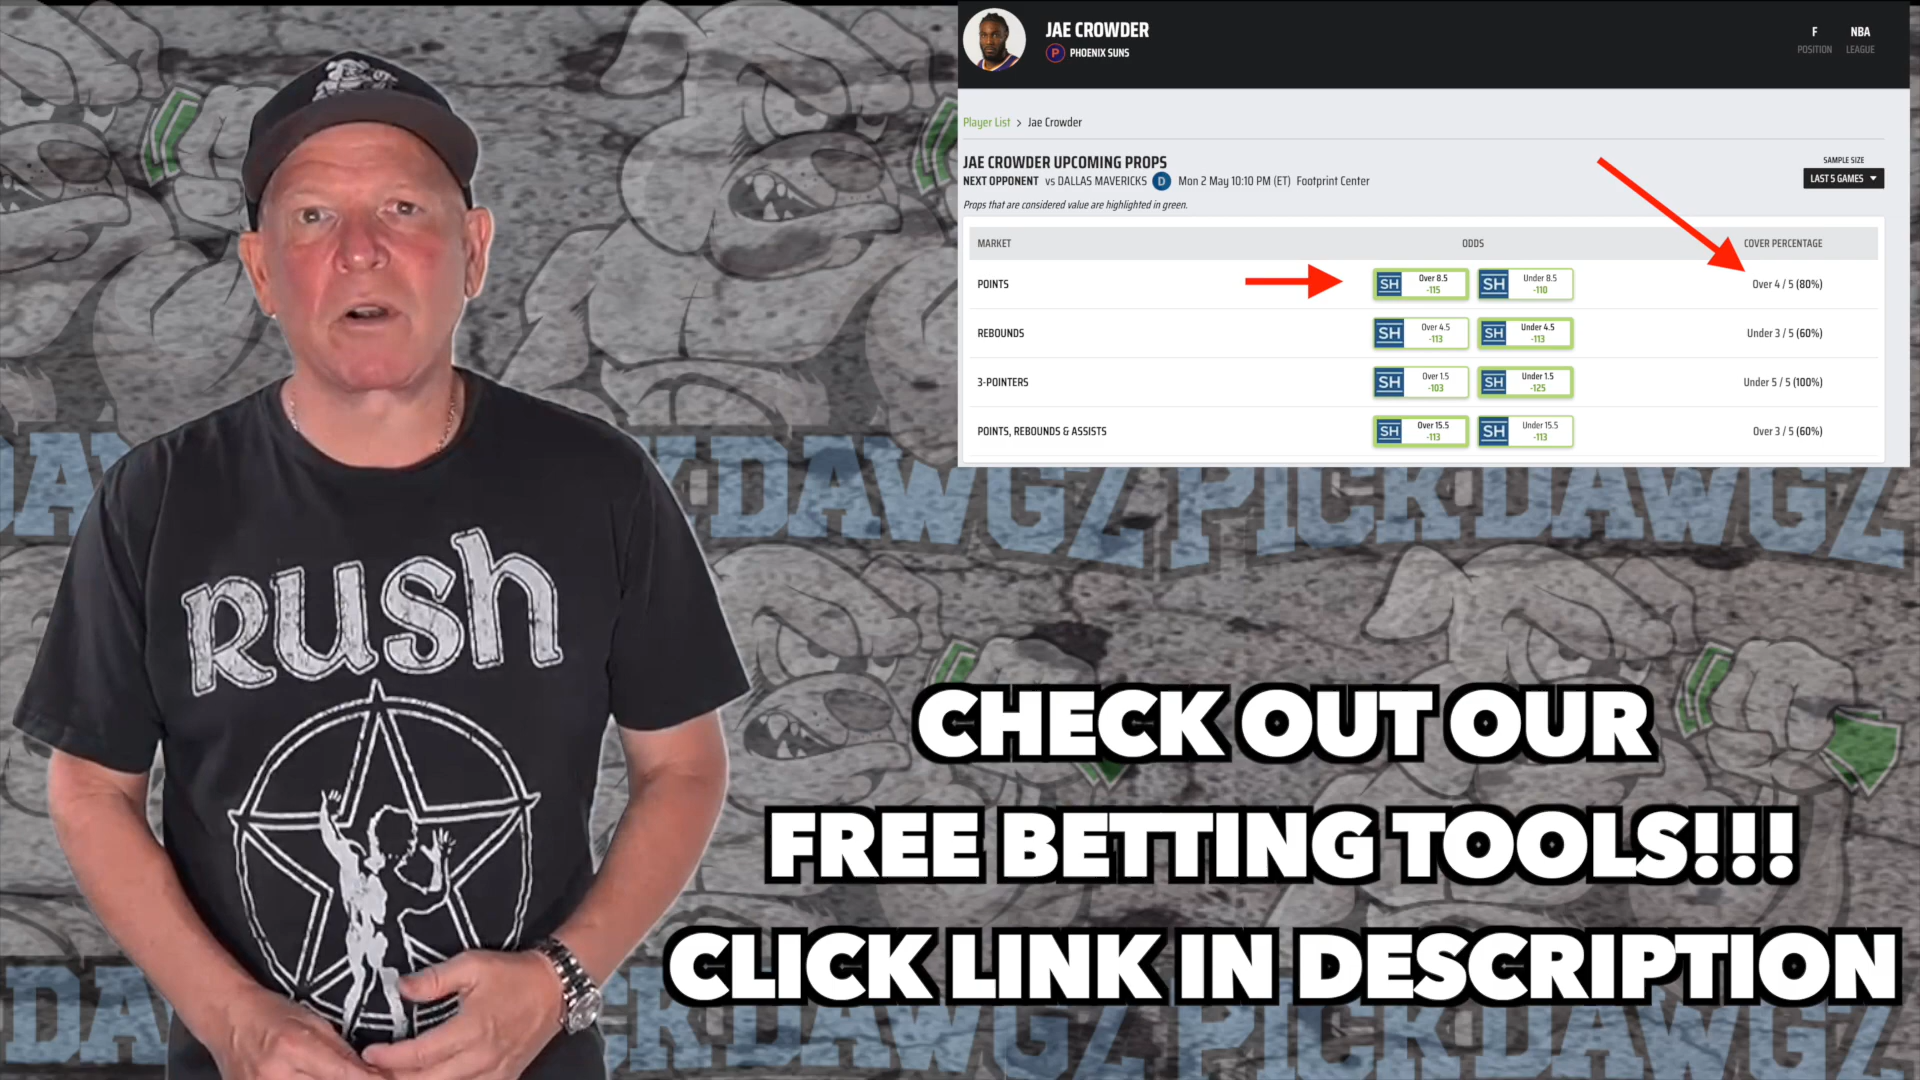 JAE CROWDER
P PHOENIX SUNS
F NBA
POSITION LEAGUE
Player List > Jae Crowder
JAE CROWDER UPCOMING PROPS
NEXT OPPONENT vs DALLAS MAVERICKS D Mon 2 May 10:10 PM (ET) Footprint Center
Props that are considered value are highlighted in green.
SAMPLE SIZE
LAST 5 GAMES
MARKET ODDS COVER PERCENTAGE
POINTS SH Over 8.5 -115 SH Under 8.5 -110 Over 4 / 5 (80%)
REBOUNDS SH Over 4.5 -113 SH Under 4.5 -113 Under 3 / 5 (60%)
3-POINTERS SH Over 1.5 -103 SH Under 1.5 -125 Under 5 / 5 (100%)
POINTS, REBOUNDS & ASSISTS SH Over 15.5 -113 SH Under 15.5 -113 Over 3 / 5 (60%)
DA KDAWGZ PICKDAWGZ
rush
CHECK OUT OUR
FREE BETTING TOOLS!!!
CLICK LINK IN DESCRIPTION
DA KDAWGZ PICKDAWGZ